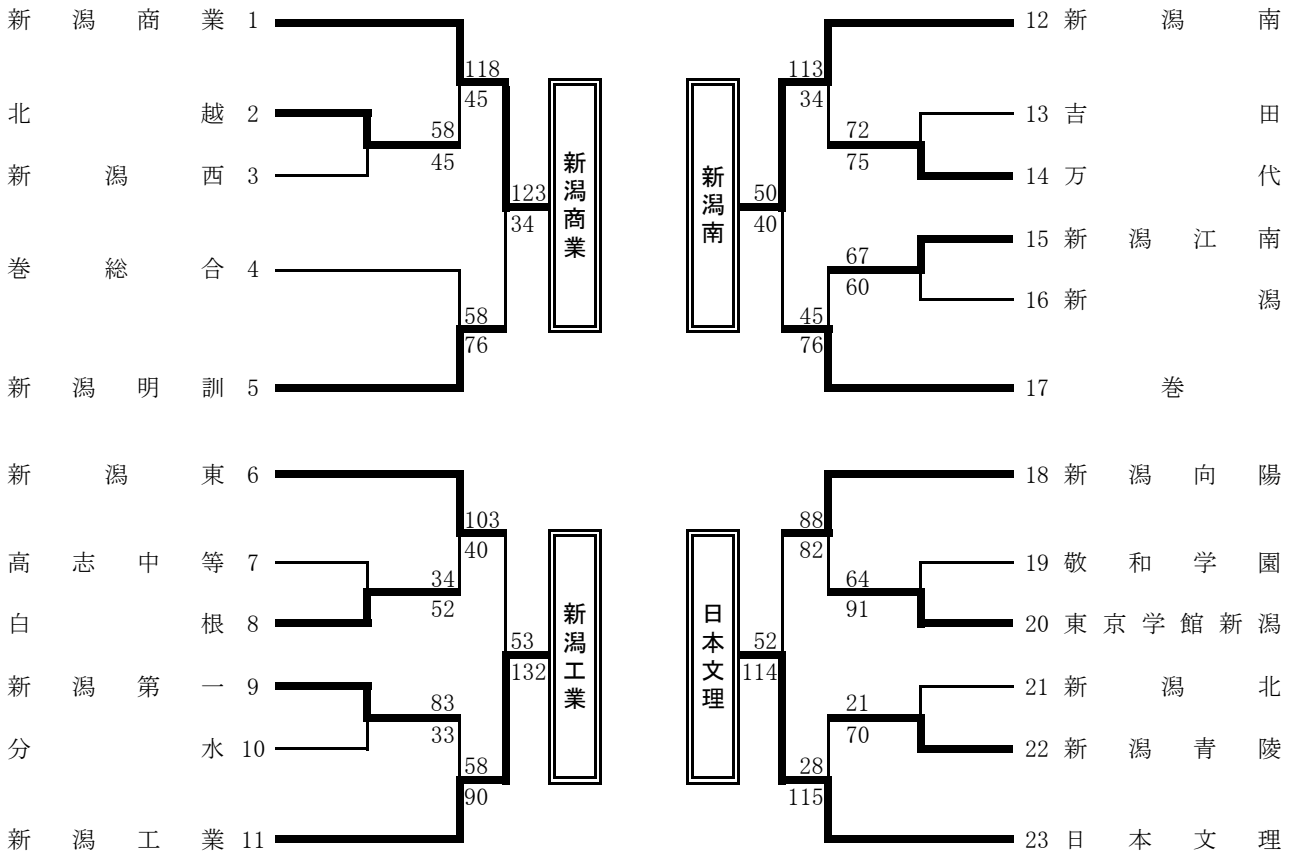 新潟商業 1
118
45
北越 2
58
45
新潟西 3
123
34
新潟商業
巻総合 4
58
76
新潟明訓 5
新潟東 6
103
40
高志中等 7
34
52
白根 8
53
132
新潟工業
新潟第一 9
83
33
分水 10
58
90
新潟工業 11
12 新潟南
113
34
13 吉田
72
75
14 万代
新潟南
50
40
15 新潟江南
67
60
16 新潟
45
76
17 巻
18 新潟向陽
88
82
19 敬和学園
64
91
20 東京学館新潟
日本文理
52
114
21 新潟北
21
70
22 新潟青陵
28
115
23 日本文理